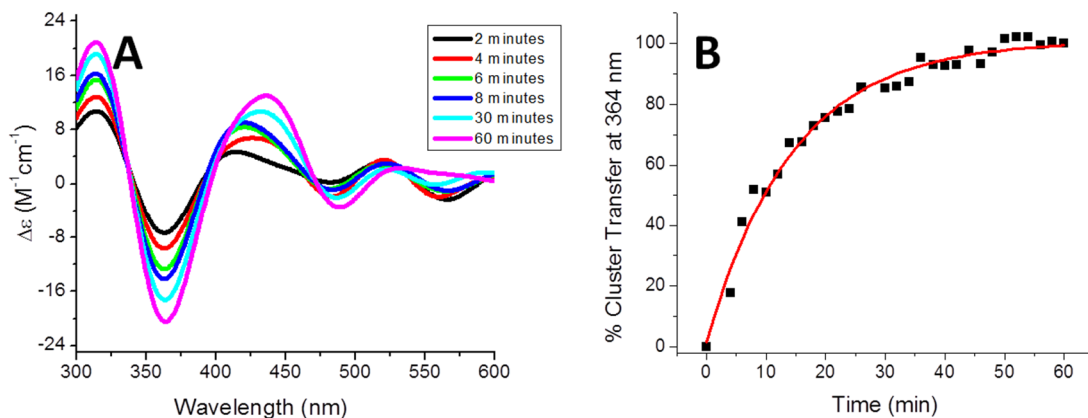 A
24
16
8
0
-8
-16
-24
Δε (M⁻¹cm⁻¹)
300
350
400
450
500
550
600
Wavelength (nm)
2 minutes
4 minutes
6 minutes
8 minutes
30 minutes
60 minutes
B
100
80
60
40
20
0
% Cluster Transfer at 364 nm
0
10
20
30
40
50
60
Time (min)